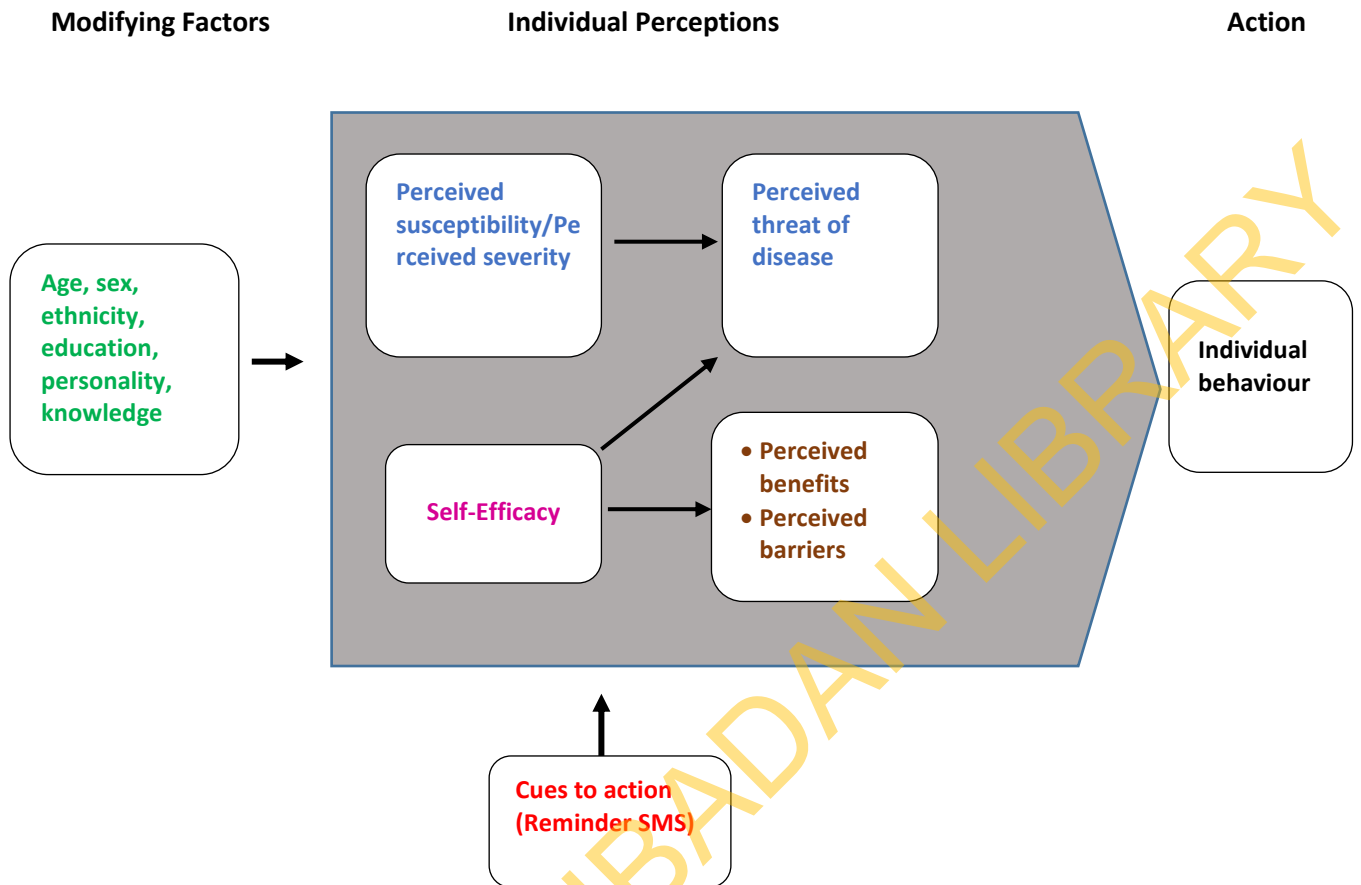 Modifying Factors
Individual Perceptions
Action
Perceived
susceptibility/Pe
rceived severity
Perceived
threat of
disease
Age, sex,
ethnicity,
education,
personality,
knowledge
Individual
behaviour
Self-Efficacy
• Perceived
benefits
• Perceived
barriers
Cues to action
(Reminder SMS)
IBADAN LIBRARY